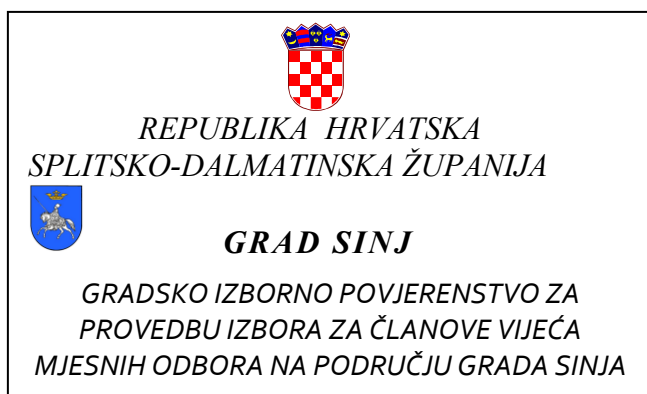 REPUBLIKA HRVATSKA
SPLITSKO-DALMATINSKA ŽUPANIJA
GRAD SINJ
GRADSKO IZBORNO POVJERENSTVO ZA
PROVEDBU IZBORA ZA ČLANOVE VIJEĆA
MJESNIH ODBORA NA PODRUČJU GRADA SINJA